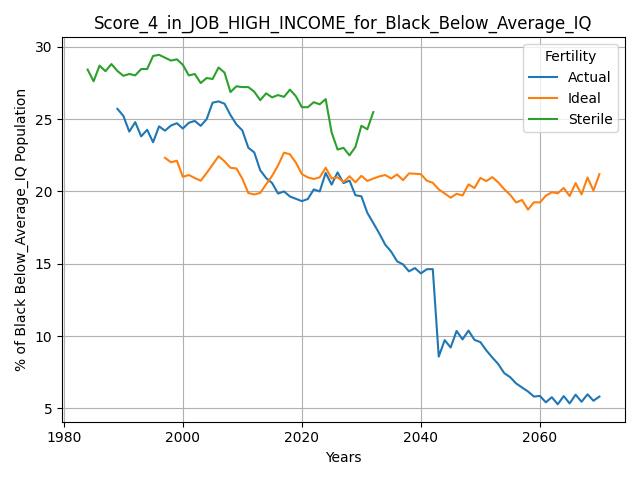 Score_4_in_JOB_HIGH_INCOME_for_Black_Below_Average_IQ
% of Black Below_Average_IQ Population
30
25
20
15
10
5
Fertility
Actual
Ideal
Sterile
1980
2000
2020
2040
2060
Years